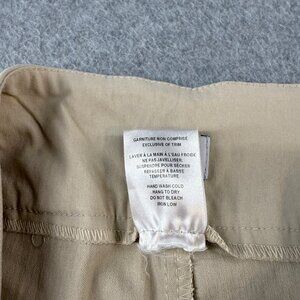 GARNITURE NON COMPRISE
EXCLUSIVE OF TRIM
LAVER À LA MAIN À L'EAU FROIDE
NE PAS JAVELLISER
SUSPENDRE POUR SÉCHER
REPASSER À BASSE
TEMPERATURE
HAND WASH COLD
HANG TO DRY
DO NOT BLEACH
IRON LOW